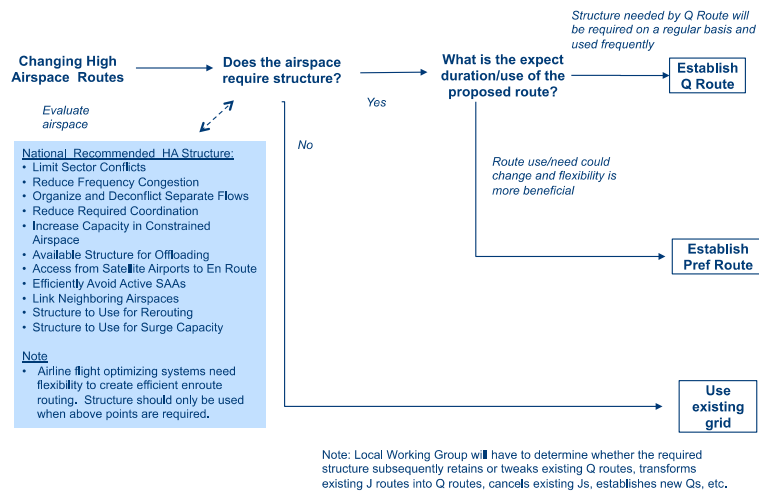 Structure needed by Q Route will
be required on a regular basis and
used frequently
Changing High
Airspace Routes
Does the airspace
require structure?
What is the expect
duration/use of the
proposed route?
Establish
Q Route
Evaluate
airspace
Yes
No
National Recommended HA Structure:
• Limit Sector Conflicts
• Reduce Frequency Congestion
• Organize and Deconflict Separate Flows
• Reduce Required Coordination
• Increase Capacity in Constrained
Airspace
• Available Structure for Offloading
• Access from Satellite Airports to En Route
• Efficiently Avoid Active SAAs
• Link Neighboring Airspaces
• Structure to Use for Rerouting
• Structure to Use for Surge Capacity
Note
• Airline flight optimizing systems need
flexibility to create efficient enroute
routing. Structure should only be used
when above points are required.
Route use/need could
change and flexibility is
more beneficial
Establish
Pref Route
Use
existing
grid
Note: Local Working Group will have to determine whether the required
structure subsequently retains or tweaks existing Q routes, transforms
existing J routes into Q routes, cancels existing Js, establishes new Qs, etc.